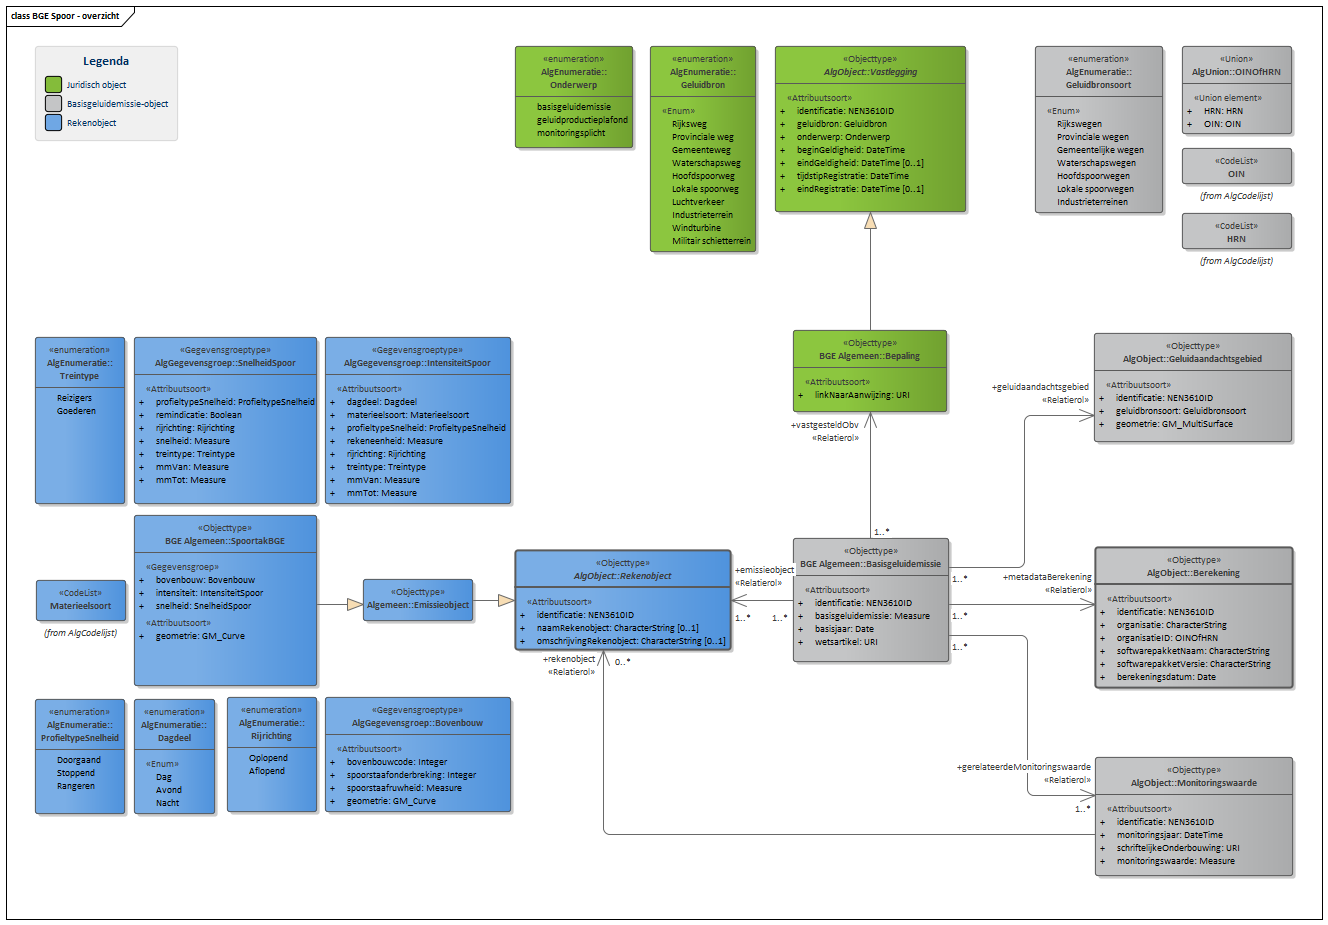 class BGE Spoor - overzicht
Legenda
Juridisch object
Basisgeluidemissie-object
Rekenobject
«enumeration»
AlgEnumeratie::
Onderwerp
basisgeluidemissie
geluidproductieplafond
monitoringsplicht
«enumeration»
AlgEnumeratie::
Geluidbron
«Enum»
Rijksweg
Provinciale weg
Gemeenteweg
Waterschapsweg
Hoofdspoorweg
Lokale spoorweg
Luchtverkeer
Industrieterrein
Windturbine
Militair schietterrein
«Objecttype»
AlgObject::Vastlegging
«Attribuutsoort»
+ identificatie: NEN3610ID
+ geluidbron: Geluidbron
+ onderwerp: Onderwerp
+ beginGeldigheid: DateTime
+ eindGeldigheid: DateTime [0..1]
+ tijdstipRegistratie: DateTime
+ eindRegistratie: DateTime [0..1]
«enumeration»
AlgEnumeratie::
Geluidbronsoort
«Enum»
Rijkswegen
Provinciale wegen
Gemeentelijke wegen
Waterschapswegen
Hoofdspoorwegen
Lokale spoorwegen
Industrieterreinen
«Union»
AlgUnion::OINOfHRN
«Union element»
+ HRN: HRN
+ OIN: OIN
«CodeList»
OIN
(from AlgCodelijst)
«CodeList»
HRN
(from AlgCodelijst)
«enumeration»
AlgEnumeratie::
Treintype
Reizigers
Goederen
«Gegevensgroeptype»
AlgGegevensgroep::SnelheidSpoor
«Attribuutsoort»
+ profieltypeSnelheid: ProfieltypeSnelheid
+ remindicatie: Boolean
+ rijrichting: Rijrichting
+ snelheid: Measure
+ treintype: Treintype
+ mmVan: Measure
+ mmTot: Measure
«Gegevensgroeptype»
AlgGegevensgroep::IntensiteitSpoor
«Attribuutsoort»
+ dagdeel: Dagdeel
+ materieelsoort: Materieelsoort
+ profieltypeSnelheid: ProfieltypeSnelheid
+ rekeneenheid: Measure
+ rijrichting: Rijrichting
+ treintype: Treintype
+ mmVan: Measure
+ mmTot: Measure
«Objecttype»
BGE Algemeen::Bepaling
«Attribuutsoort»
+ linkNaarAanwijzing: URI
+vastgesteldObv
«Relatierol»
1..*
+geluidaandachtsgebied
«Relatierol»
«Objecttype»
AlgObject::Geluidaandachtsgebied
«Attribuutsoort»
+ identificatie: NEN3610ID
+ geluidbronsoort: Geluidbronsoort
+ geometrie: GM_MultiSurface
«CodeList»
Materieelsoort
(from AlgCodelijst)
«Objecttype»
BGE Algemeen::SpoortakBGE
«Gegevensgroep»
+ bovenbouw: Bovenbouw
+ intensiteit: IntensiteitSpoor
+ snelheid: SnelheidSpoor
«Attribuutsoort»
+ geometrie: GM_Curve
«Objecttype»
Algemeen::Emissieobject
«Objecttype»
AlgObject::Rekenobject
«Attribuutsoort»
+ identificatie: NEN3610ID
+ naamRekenobject: CharacterString [0..1]
+ omschrijvingRekenobject: CharacterString [0..1]
+emissieobject
«Relatierol»
1..*
1..*
+rekenobject
«Relatierol»
0..*
«Objecttype»
BGE Algemeen::Basisgeluidemissie
«Attribuutsoort»
+ identificatie: NEN3610ID
+ basisgeluidemissie: Measure
+ basisjaar: Date
+ wetsartikel: URI
1..*
1..*
1..*
+metadataBerekening
«Relatierol»
«Objecttype»
AlgObject::Berekening
«Attribuutsoort»
+ identificatie: NEN3610ID
+ organisatie: CharacterString
+ organisatieID: OINOfHRN
+ softwarepakketNaam: CharacterString
+ softwarepakketVersie: CharacterString
+ berekeningsdatum: Date
«enumeration»
AlgEnumeratie::
ProfieltypeSnelheid
Doorgaand
Stoppend
Rangeren
«enumeration»
AlgEnumeratie::
Dagdeel
«Enum»
Dag
Avond
Nacht
«enumeration»
AlgEnumeratie::
Rijrichting
Oplopend
Aflopend
«Gegevensgroeptype»
AlgGegevensgroep::Bovenbouw
«Attribuutsoort»
+ bovenbouwcode: Integer
+ spoorstaafonderbreking: Integer
+ spoorstaafruwheid: Measure
+ geometrie: GM_Curve
+gerelateerdeMonitoringswaarde
«Relatierol»
1..*
«Objecttype»
AlgObject::Monitoringswaarde
«Attribuutsoort»
+ identificatie: NEN3610ID
+ monitoringsjaar: DateTime
+ schriftelijkeOnderbouwing: URI
+ monitoringswaarde: Measure